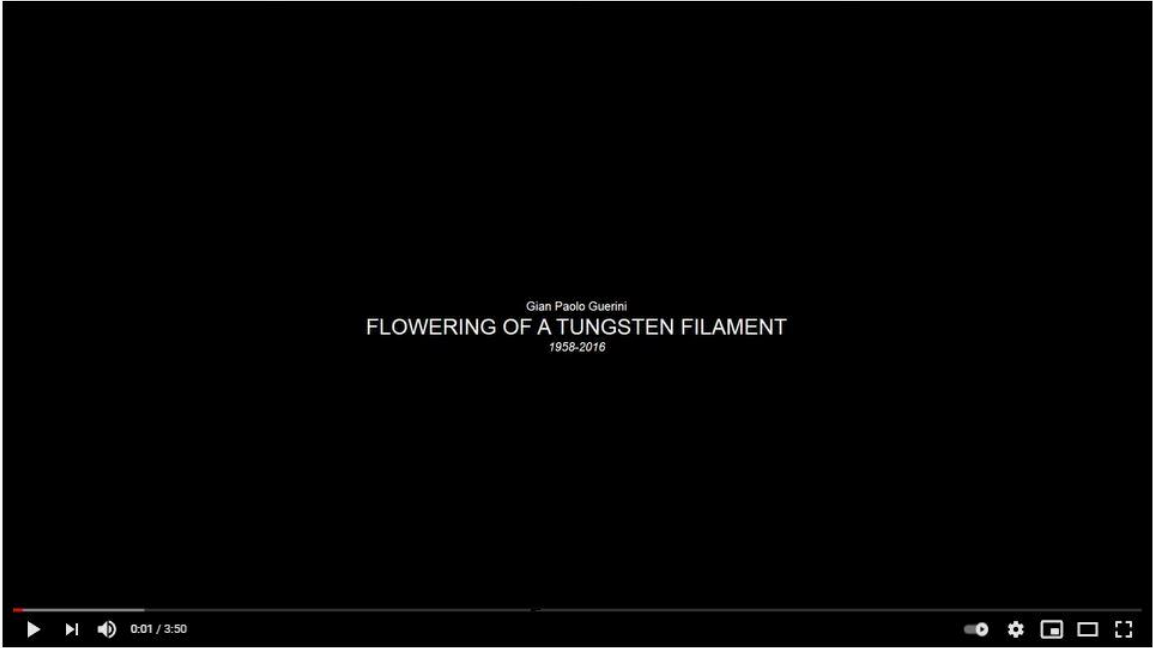 Gian Paolo Guerini
FLOWERING OF A TUNGSTEN FILAMENT
1958-2016
0:01 / 3:50